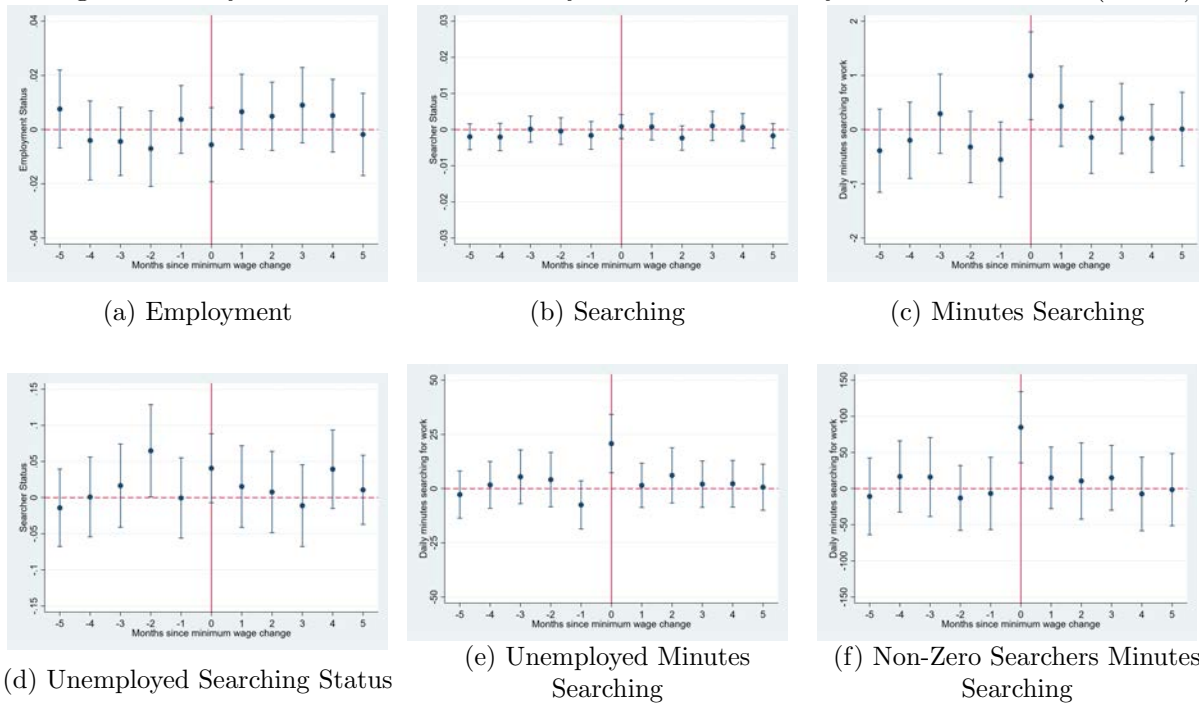 .04
.02
0
-.02
-.04
Employment Status
-5 -4 -3 -2 -1 0 1 2 3 4 5
Months since minimum wage change
(a) Employment
.03
.02
.01
0
-.01
-.02
-.03
Searcher Status
-5 -4 -3 -2 -1 0 1 2 3 4 5
Months since minimum wage change
(b) Searching
2
1
0
-1
-2
Daily minutes searching for work
-5 -4 -3 -2 -1 0 1 2 3 4 5
Months since minimum wage change
(c) Minutes Searching
.15
.1
.05
0
-.05
-.1
-.15
Searcher Status
-5 -4 -3 -2 -1 0 1 2 3 4 5
Months since minimum wage change
(d) Unemployed Searching Status
50
25
0
-25
-50
Daily minutes searching for work
-5 -4 -3 -2 -1 0 1 2 3 4 5
Months since minimum wage change
(e) Unemployed Minutes
Searching
150
100
50
0
-50
-100
-150
Daily minutes searching for work
-5 -4 -3 -2 -1 0 1 2 3 4 5
Months since minimum wage change
(f) Non-Zero Searchers Minutes
Searching